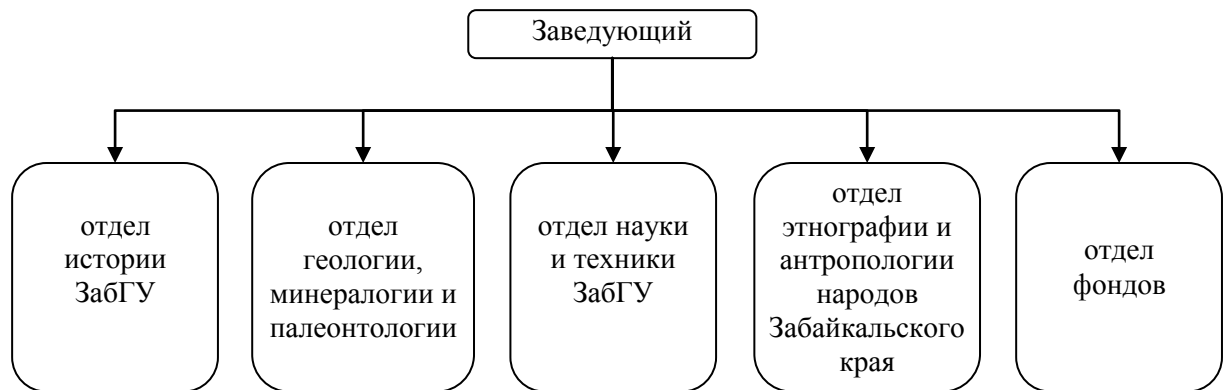 Заведующий
отдел
истории
ЗабГУ
отдел
геологии,
минералогии и
палеонтологии
отдел науки
и техники
ЗабГУ
отдел
этнографии и
антропологии
народов
Забайкальского
края
отдел
фондов